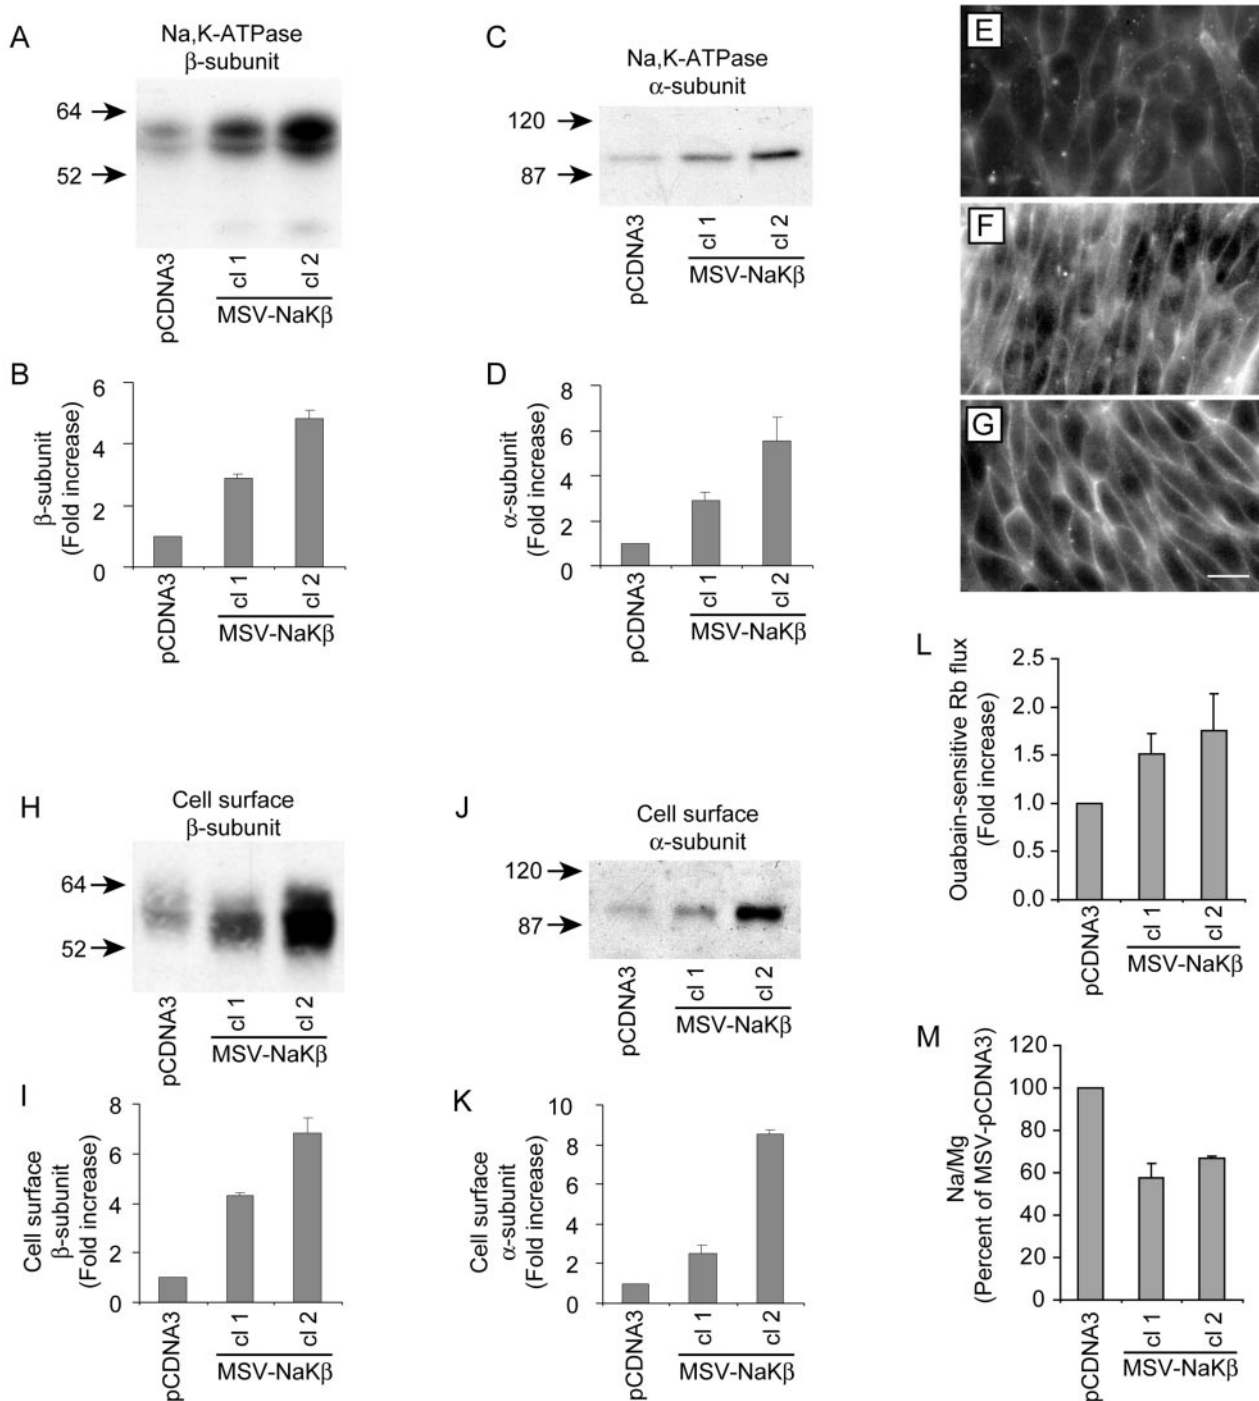 A
Na,K-ATPase
β-subunit
64
52
pCDNA3
cl 1
cl 2
MSV-NaKβ
B
β-subunit
(Fold increase)
6
4
2
0
pCDNA3
cl 1
cl 2
MSV-NaKβ
C
Na,K-ATPase
α-subunit
120
87
pCDNA3
cl 1
cl 2
MSV-NaKβ
D
α-subunit
(Fold increase)
8
6
4
2
0
pCDNA3
cl 1
cl 2
MSV-NaKβ
E
F
G
H
Cell surface
β-subunit
64
52
pCDNA3
cl 1
cl 2
MSV-NaKβ
I
Cell surface
β-subunit
(Fold increase)
8
6
4
2
0
pCDNA3
cl 1
cl 2
MSV-NaKβ
J
Cell surface
α-subunit
120
87
pCDNA3
cl 1
cl 2
MSV-NaKβ
K
Cell surface
α-subunit
(Fold increase)
10
8
6
4
2
0
pCDNA3
cl 1
cl 2
MSV-NaKβ
L
Ouabain-sensitive Rb flux
(Fold increase)
2.5
2.0
1.5
1.0
0.5
0.0
pCDNA3
cl 1
cl 2
MSV-NaKβ
M
Na/Mg
(Percent of MSV-pCDNA3)
120
100
80
60
40
20
0
pCDNA3
cl 1
cl 2
MSV-NaKβ